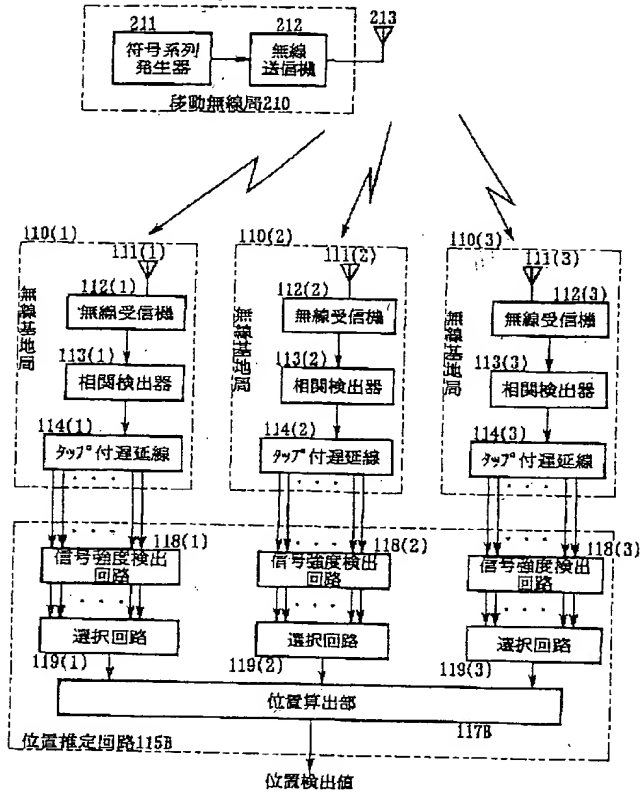 211
212
213
符号系列
発生器
無線
送信機
移動無線局210
110(1)
111(1)
112(1)
無線受信機
113(1)
相関検出器
114(1)
タップ付遅延線
無線基地局
110(2)
111(2)
112(2)
無線受信機
113(2)
相関検出器
114(2)
タップ付遅延線
無線基地局
110(3)
111(3)
112(3)
無線受信機
113(3)
相関検出器
114(3)
タップ付遅延線
無線基地局
118(1)
信号強度検出
回路
118(2)
信号強度検出
回路
118(3)
信号強度検出
回路
選択回路
選択回路
選択回路
119(1)
119(2)
119(3)
位置算出部
117B
位置推定回路115B
位置検出値